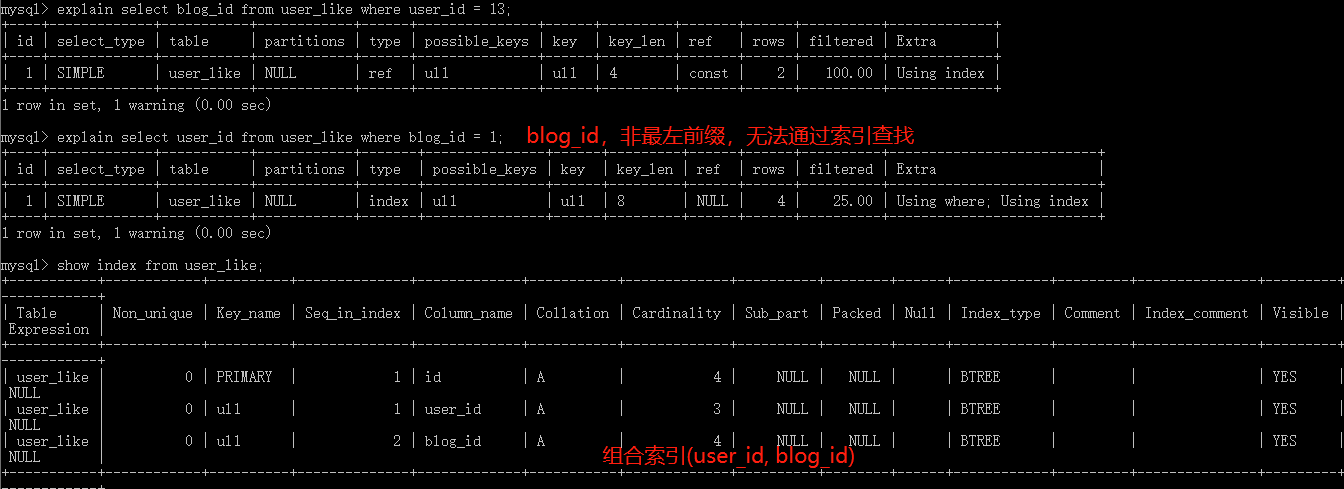 mysql> explain select blog_id from user_like where user_id = 13;
+----+-------------+-----------+------------+------+---------------+-----+---------+-------+------+----------+-------------+
| id | select_type | table     | partitions | type | possible_keys | key | key_len | ref   | rows | filtered | Extra       |
+----+-------------+-----------+------------+------+---------------+-----+---------+-------+------+----------+-------------+
| 1 | SIMPLE      | user_like | NULL       | ref  | ull           | ull | 4       | const | 2 | 100.00 | Using index |
+----+-------------+-----------+------------+------+---------------+-----+---------+-------+------+----------+-------------+
1 row in set, 1 warning (0.00 sec)
mysql> explain select user_id from user_like where blog_id = 1; blog_id，非最左前缀，无法通过索引查找
+----+-------------+-----------+------------+-------+---------------+-----+---------+------+------+----------+--------------------------+
| id | select_type | table     | partitions | type  | possible_keys | key | key_len | ref  | rows | filtered | Extra                    |
+----+-------------+-----------+------------+-------+---------------+-----+---------+------+------+----------+--------------------------+
| 1 | SIMPLE      | user_like | NULL       | index | ull           | ull | 8       | NULL | 4 | 25.00 | Using where; Using index |
+----+-------------+-----------+------------+-------+---------------+-----+---------+------+------+----------+--------------------------+
1 row in set, 1 warning (0.00 sec)
mysql> show index from user_like;
| Table | Non_unique | Key_name | Seq_in_index | Column_name | Collation | Cardinality | Sub_part | Packed | Null | Index_type | Comment | Index_comment | Visible |
Expression |
| user_like | 0 | PRIMARY | 1 | id | A | 4 | NULL | NULL | | BTREE | | | YES
NULL |
| user_like | 0 | ull | 1 | user_id | A | 3 | NULL | NULL | | BTREE | | | YES
NULL |
| user_like | 0 | ull | 2 | blog_id | A | 4 | NULL | NULL | | BTREE | | | YES
NULL |
组合索引(user_id, blog_id)